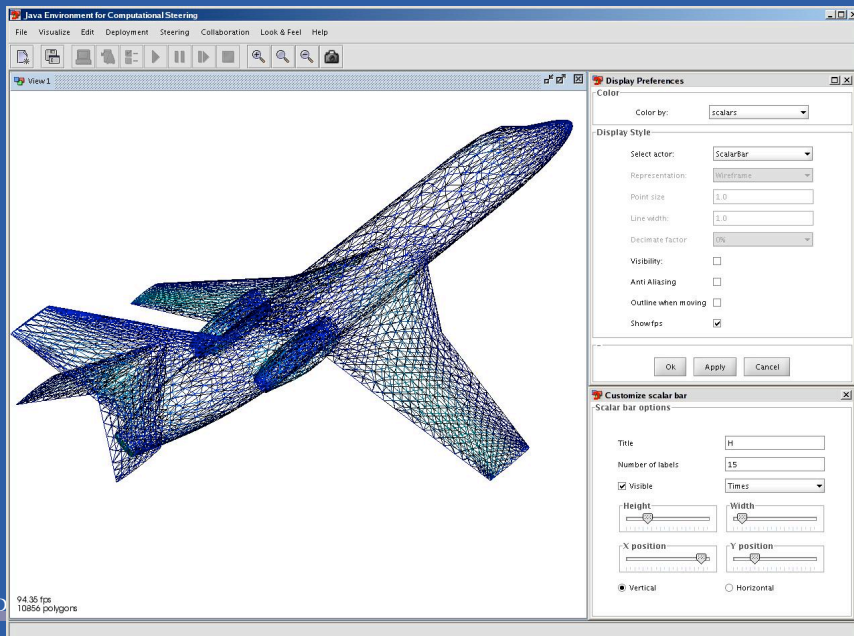 Java Environment for Computational Steering
File Visualize Edit Deployment Steering Collaboration Look & Feel Help
View 1
94.35 fps
10856 polygons
Display Preferences
Color
Color by: scalars
Display Style
Select actor: ScalarBar
Representation: Wireframe
Point size 1.0
Line width: 1.0
Decimate factor 0%
Visibility:
Anti Aliasing
Outline when moving
Show fps
Ok Apply Cancel
Customize scalar bar
Scalar bar options
Title H
Number of labels 15
Visible Times
Height Width
X position Y position
Vertical Horizontal